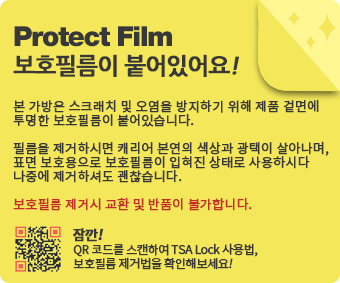 Protect Film
보호필름이 붙어있어요!
본 가방은 스크래치 및 오염을 방지하기 위해 제품 겉면에
투명한 보호필름이 붙어있습니다.
필름을 제거하시면 캐리어 본연의 색상과 광택이 살아나며,
표면 보호용으로 보호필름이 입혀진 상태로 사용하시다
나중에 제거하셔도 괜찮습니다.
보호필름 제거시 교환 및 반품이 불가합니다.
잠깐!
QR 코드를 스캔하여 TSA Lock 사용법,
보호필름 제거법을 확인해보세요!